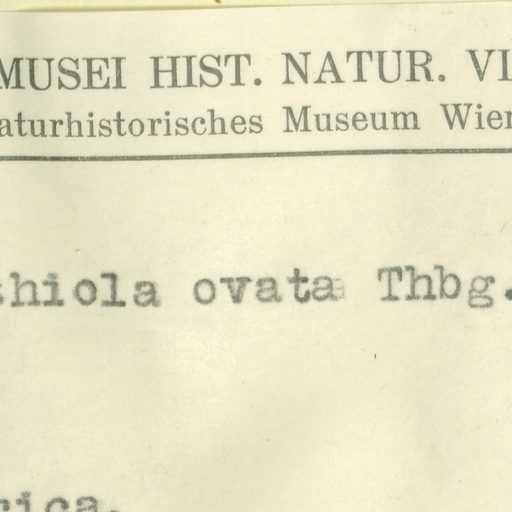 MUSEI HIST. NATUR. VI
aturhistorisches Museum Wien
hiola ovata Thbg.
rica.